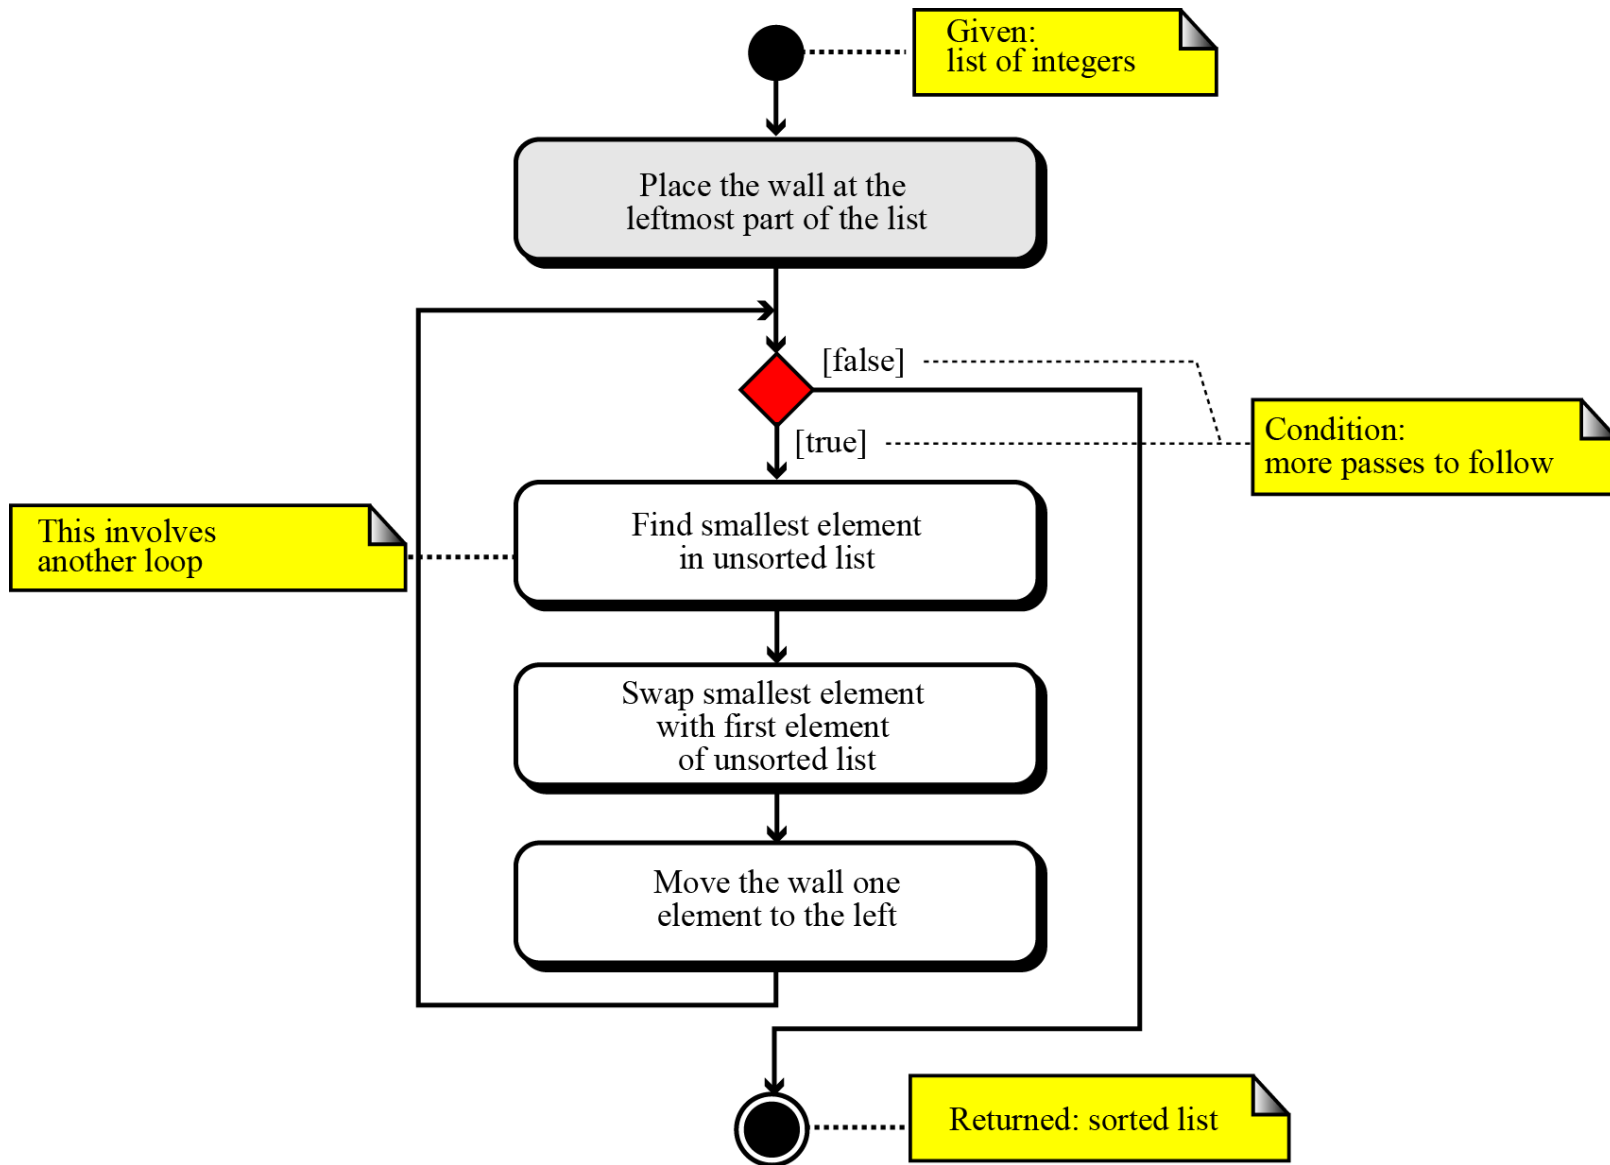 Given:
list of integers
Place the wall at the
leftmost part of the list
[false]
[true]
Condition:
more passes to follow
This involves
another loop
Find smallest element
in unsorted list
Swap smallest element
with first element
of unsorted list
Move the wall one
element to the left
Returned: sorted list